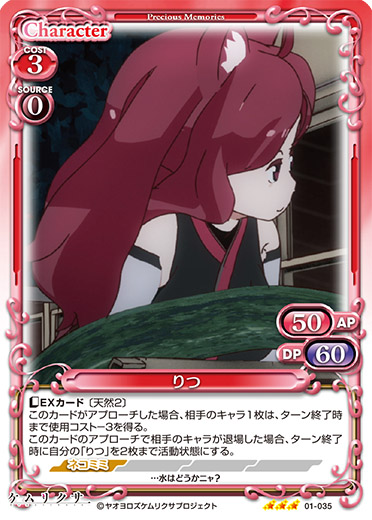 Precious Memories
Character
COST
3
SOURCE
0
50 AP
DP 60
りつ
EXカード〔天然2〕
このカードがアプローチした場合、相手のキャラ1枚は、ターン終了時
まで使用コスト－3を得る。
このカードのアプローチで相手のキャラが退場した場合、ターン終了
時に自分の「りつ」を2枚まで活動状態にする。
ネコミミ
…水はどうかニャ?
ケムリクサ
©ヤオヨロズケムリクサプロジェクト
01-035